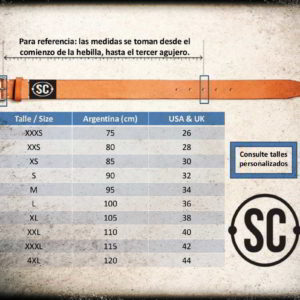 Para referencia: las medidas se toman desde el
comienzo de la hebilla, hasta el tercer agujero.
SC
Talle / Size Argentina (cm) USA & UK
XXXS 75 26
XXS 80 28
XS 85 30
S 90 32
M 95 34
L 100 36
XL 105 38
XXL 110 40
XXXL 115 42
4XL 120 44
Consulte talles
personalizados
SC